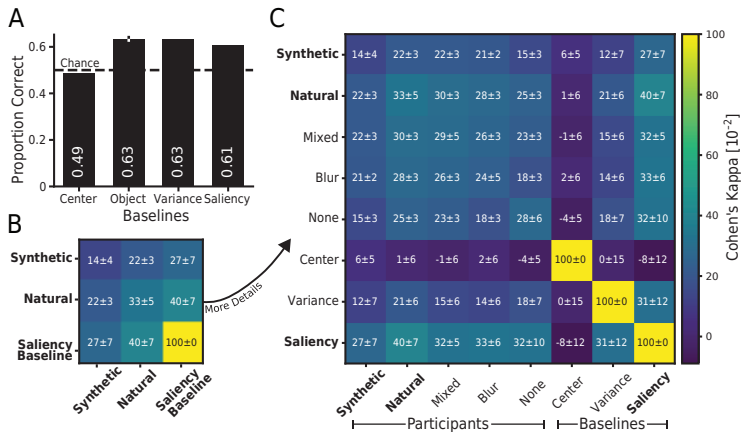 A
Proportion Correct
0.6
0.4
0.2
0
Chance
0.49
0.63
0.63
0.61
Center Object Variance Saliency
Baselines
B
Synthetic 14±4 22±3 27±7
Natural 22±3 33±5 40±7
Saliency Baseline 27±7 40±7 100±0
Synthetic Natural Saliency Baseline
More Details
C
Synthetic 14±4 22±3 22±3 21±2 15±3 6±5 12±7 27±7
Natural 22±3 33±5 30±3 28±3 25±3 1±6 21±6 40±7
Mixed 22±3 30±3 29±5 26±3 23±3 -1±6 15±6 32±5
Blur 21±2 28±3 26±3 24±5 18±3 2±6 14±6 33±6
None 15±3 25±3 23±3 18±3 28±6 -4±5 18±7 32±10
Center 6±5 1±6 -1±6 2±6 -4±5 100±0 0±15 -8±12
Variance 12±7 21±6 15±6 14±6 18±7 0±15 100±0 31±12
Saliency 27±7 40±7 32±5 33±6 32±10 -8±12 31±12 100±0
Synthetic Natural Mixed Blur None Center Variance Saliency
Participants Baselines
100
80
60
40
20
0
Cohen's Kappa [10⁻²]